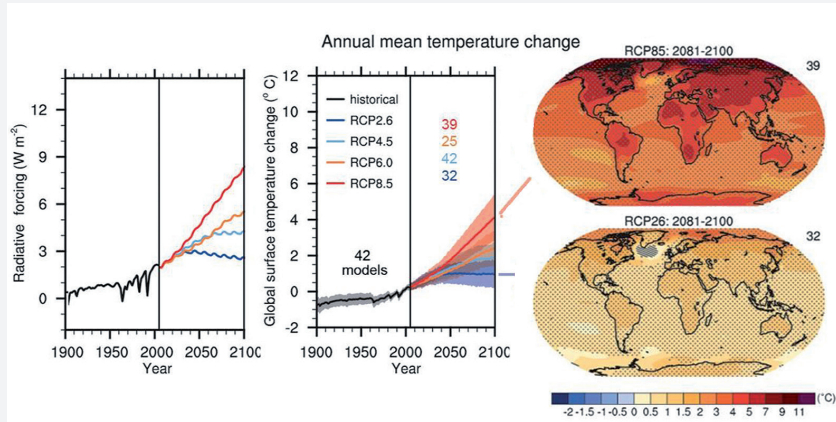 Annual mean temperature change
Radiative forcing (W m-2)
12
9
6
3
0
1900 1950 2000 2050 210
Year
Global surface temperature change (° C)
12
10
8
6
4
2
0
-2
historical
RCP2.6
RCP4.5
RCP6.0
RCP8.5
39
25
42
32
42
models
1900 1950 2000 2050 210
Year
RCP85: 2081-2100
39
RCP26: 2081-2100
32
-2 -1.5 -1 -0.5 0 0.5 1 1.5 2 3 4 5 7 9 11 (°C)